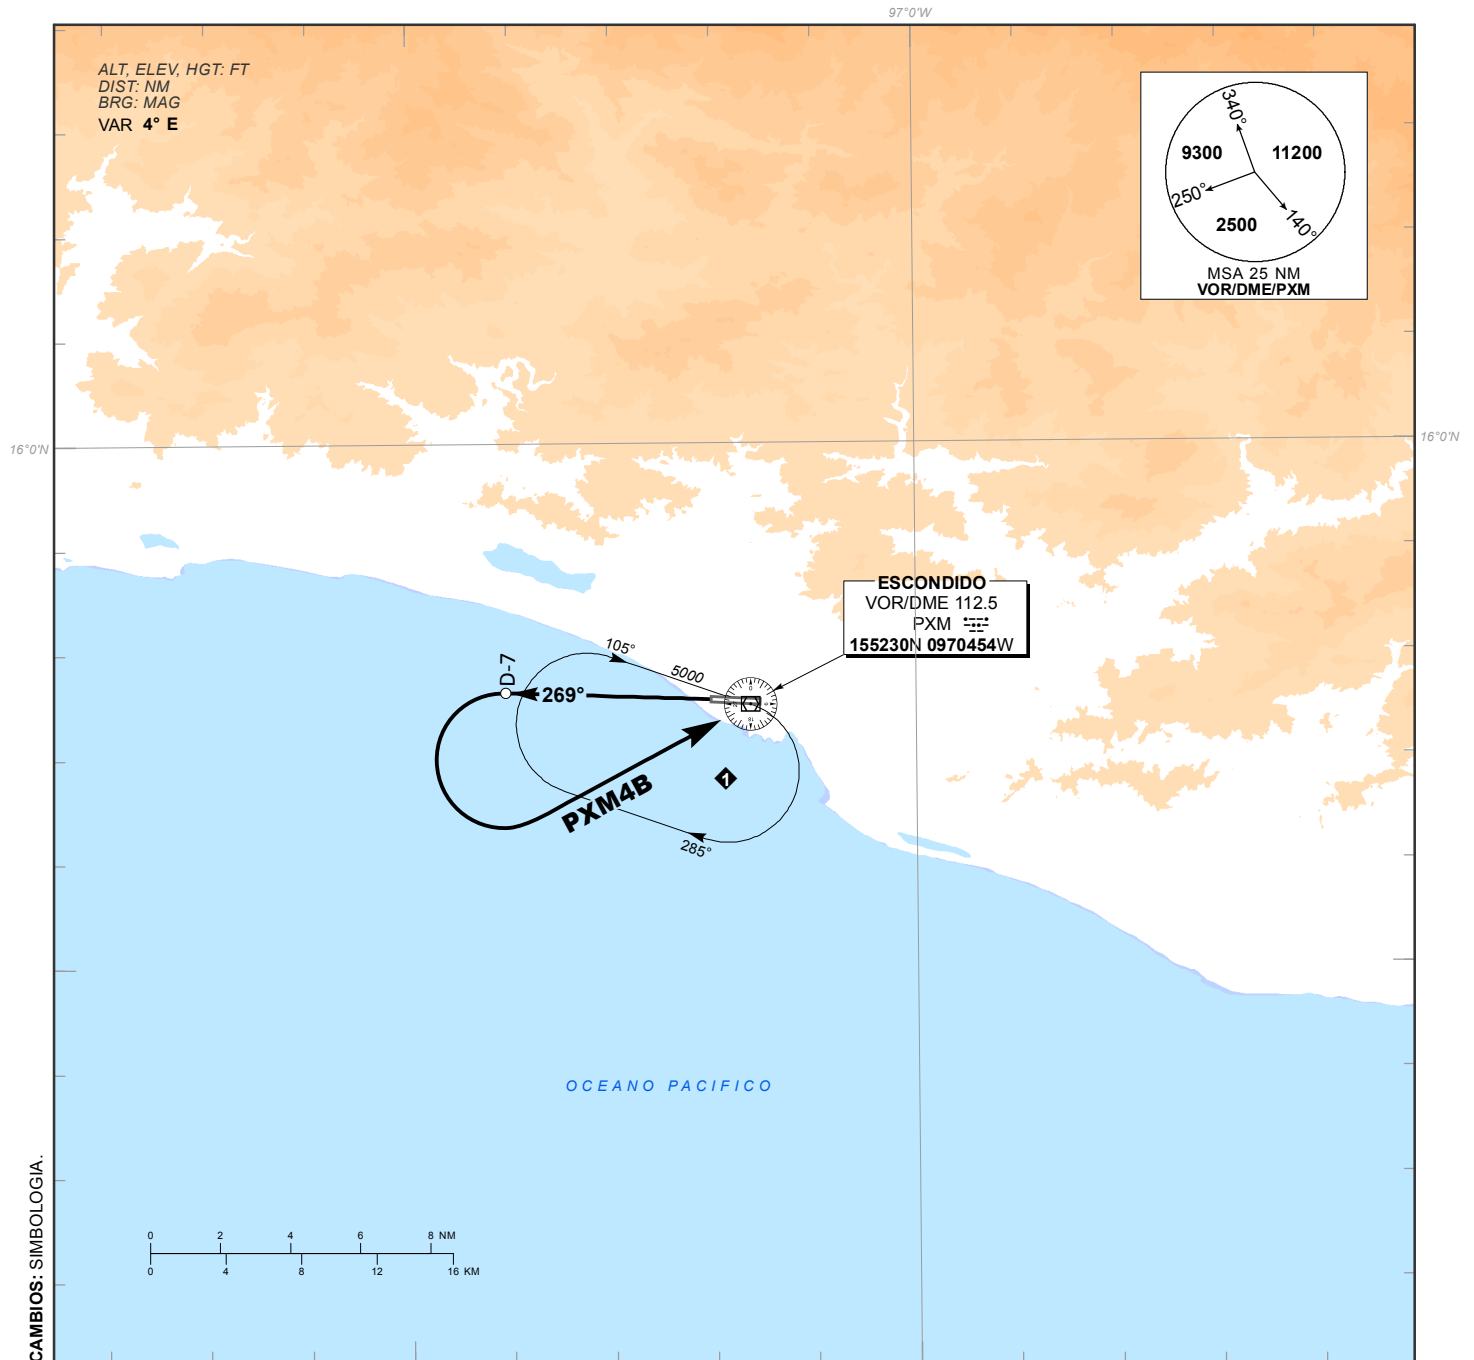 97°0'W
ALT, ELEV, HGT: FT
DIST: NM
BRG: MAG
VAR 4° E
340°
9300
11200
250°
2500
140°
MSA 25 NM
VOR/DME/PXM
16°0'N
16°0'N
ESCONDIDO
VOR/DME 112.5
PXM
155230N 0970454W
105°
5000
D-7
269°
PXM4B
1
285°
OCEANO PACIFICO
0 2 4 6 8 NM
0 4 8 12 16 KM
CAMBIOS: SIMBOLOGIA.